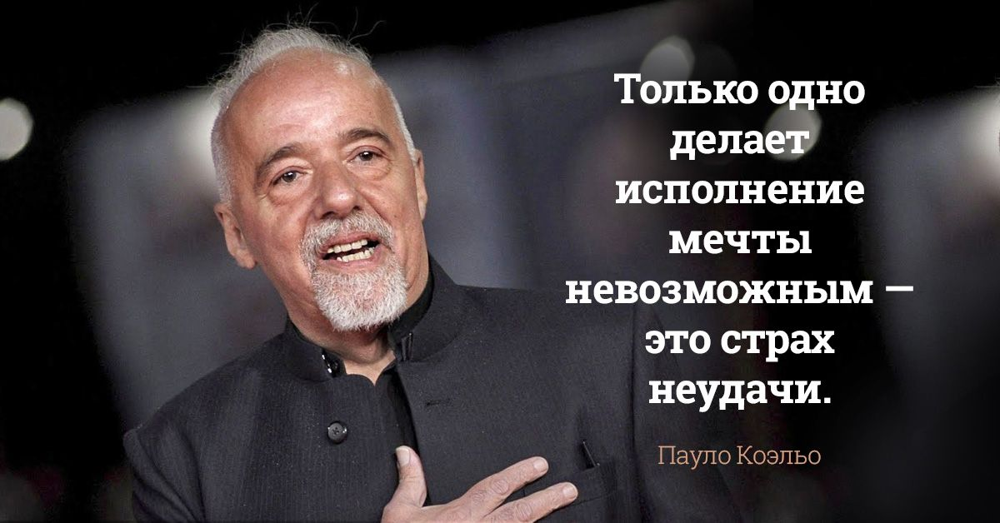 Только одно
делает
исполнение
мечты
невозможным —
это страх
неудачи.
Пауло Коэльо